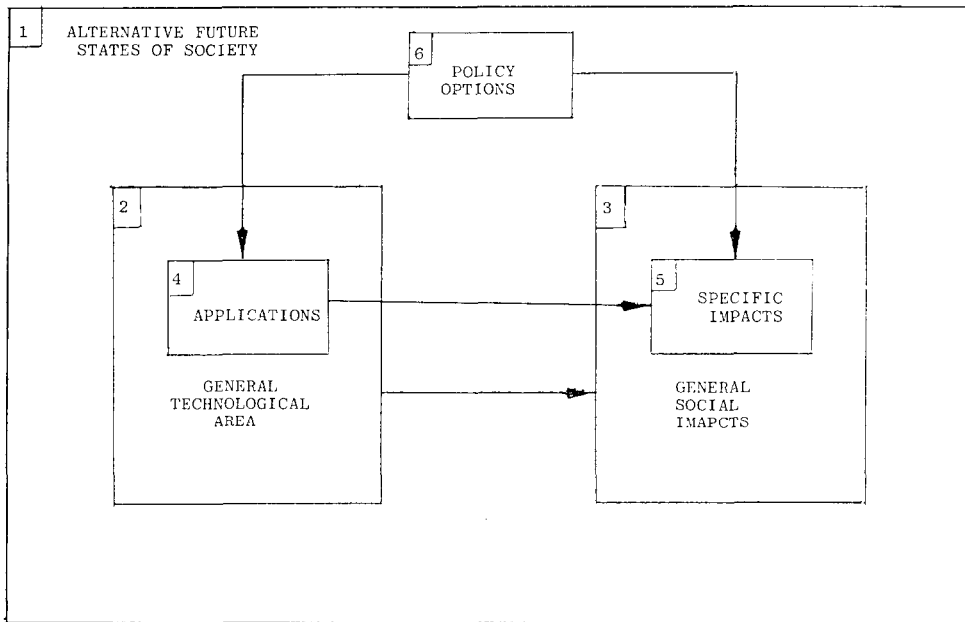 1 ALTERNATIVE FUTURE
STATES OF SOCIETY
6
POLICY
OPTIONS
2
4
APPLICATIONS
GENERAL
TECHNOLOGICAL
AREA
3
5
SPECIFIC
IMPACTS
GENERAL
SOCIAL
IMAPCTS